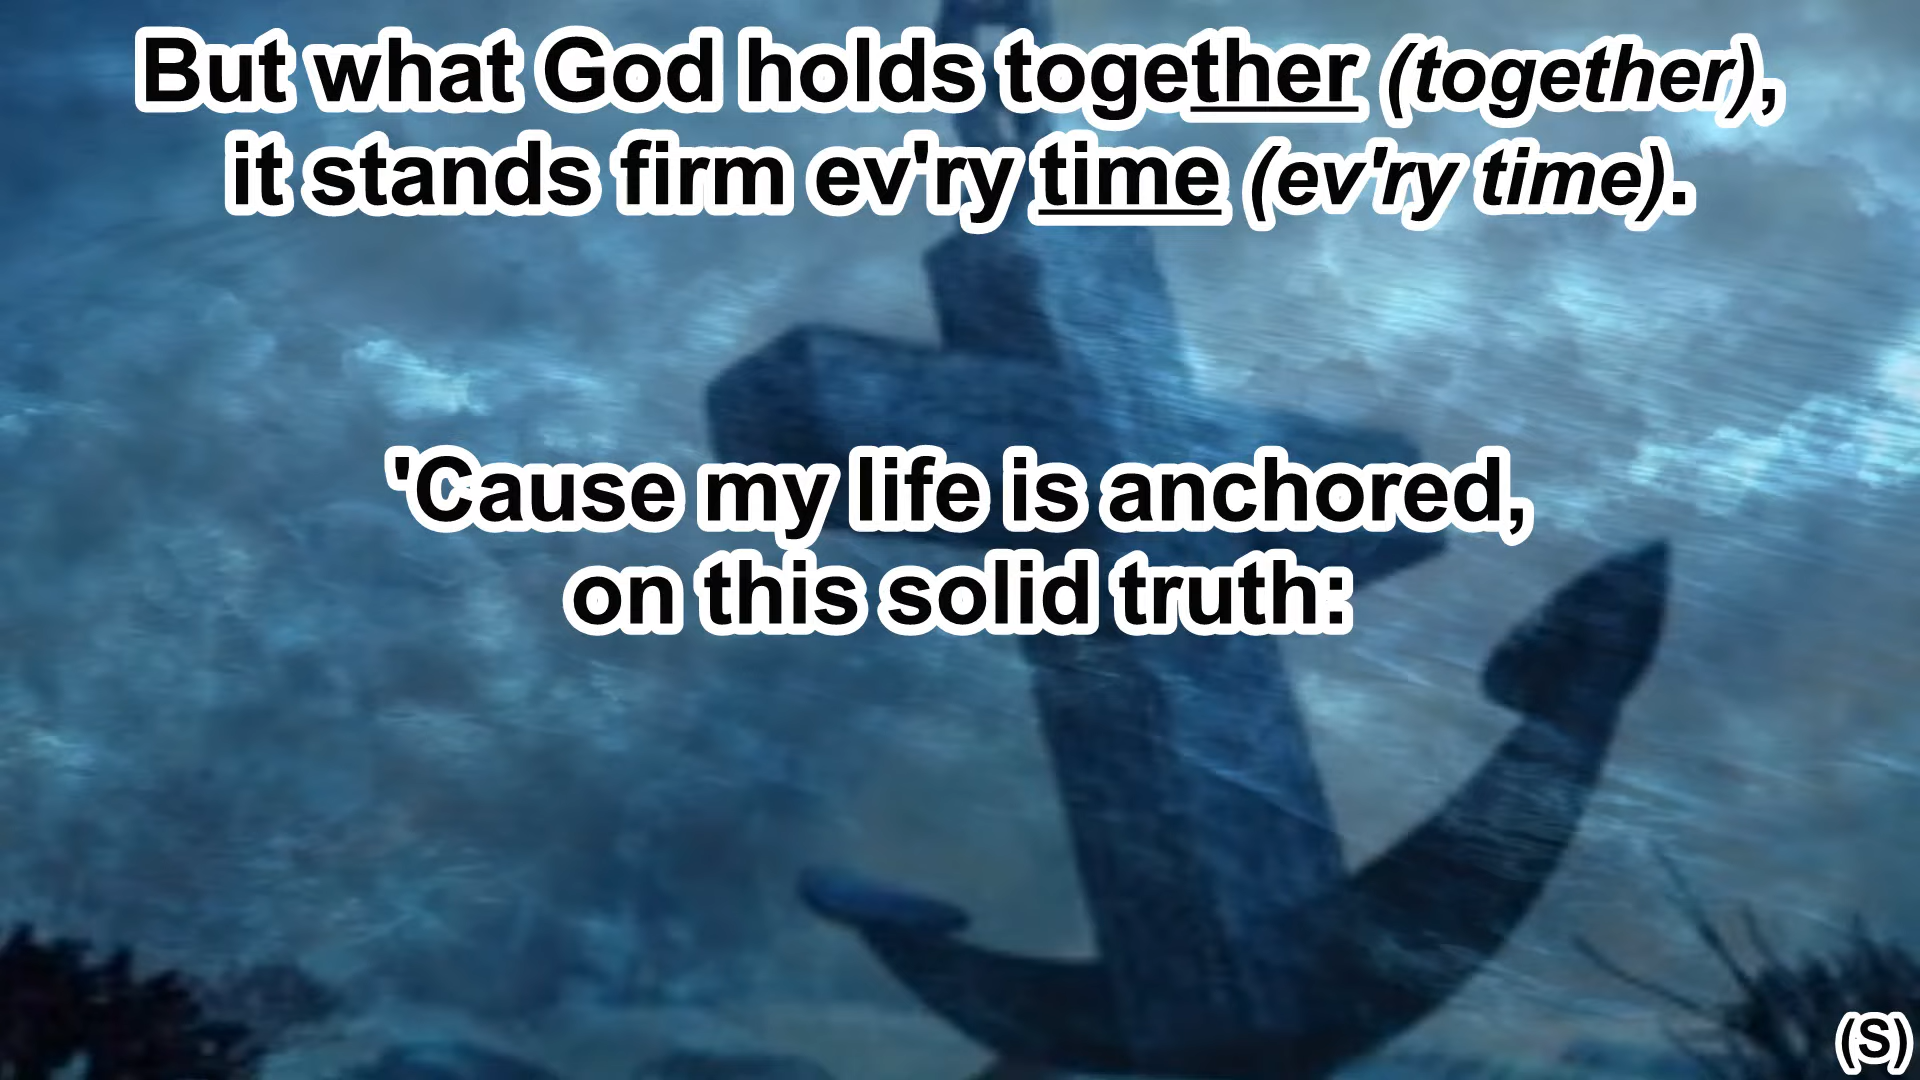 But what God holds together (together),
it stands firm ev'ry time (ev'ry time).
'Cause my life is anchored,
on this solid truth:
(S)